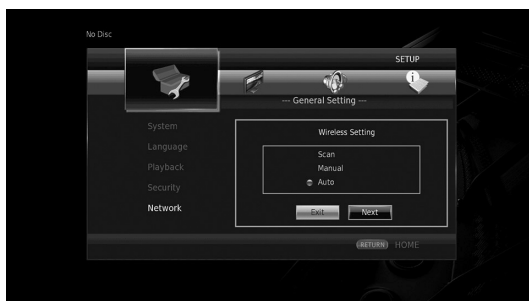 No Disc
SETUP
--- General Setting ---
System
Language
Playback
Security
Network
Wireless Setting
Scan
Manual
Auto
Exit
Next
RETURN HOME